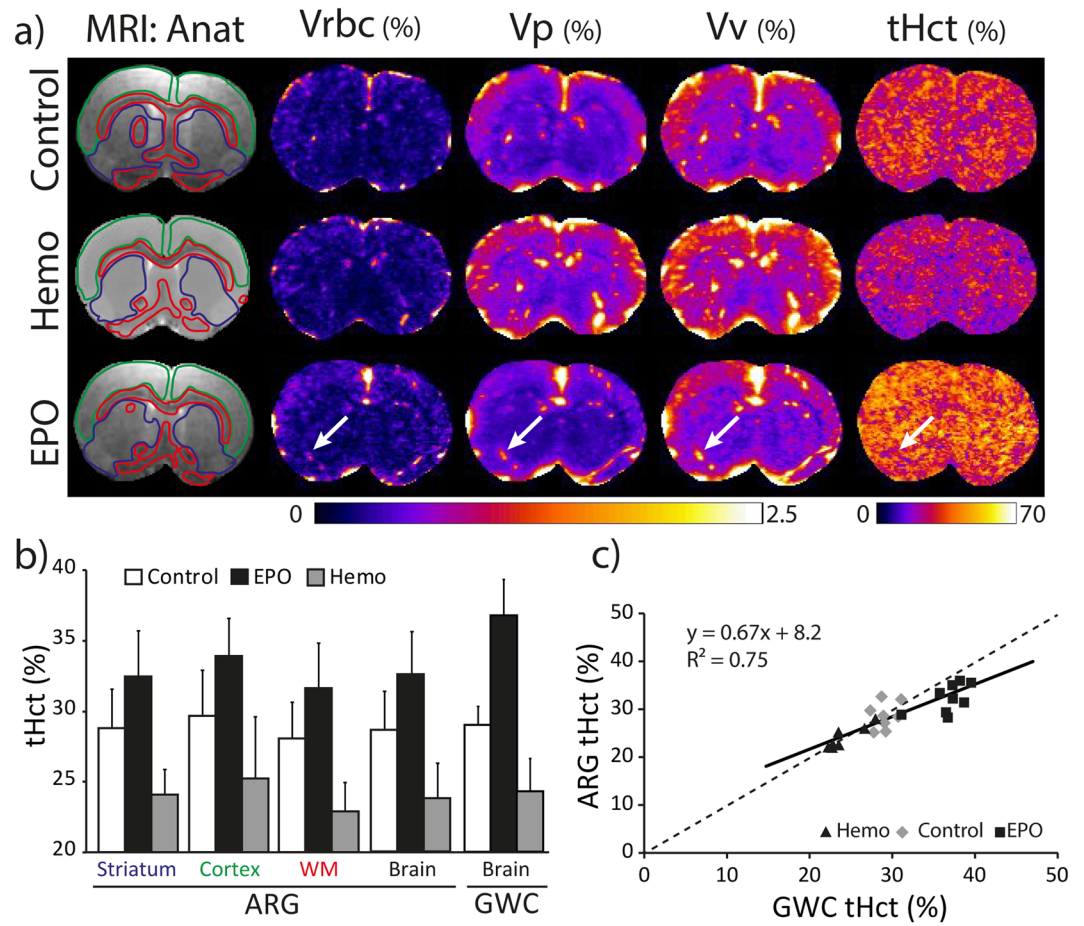 a) MRI: Anat Vrbc (%) Vp (%) Vv (%) tHct (%)
Control
Hemo
EPO
0 2.5 0 70
b)
Control EPO Hemo
tHct (%)
40
35
30
25
20
Striatum Cortex WM Brain Brain
ARG GWC
c)
y = 0.67x + 8.2
R² = 0.75
ARG tHct (%)
50
40
30
20
10
0
Hemo Control EPO
0 10 20 30 40 50
GWC tHct (%)